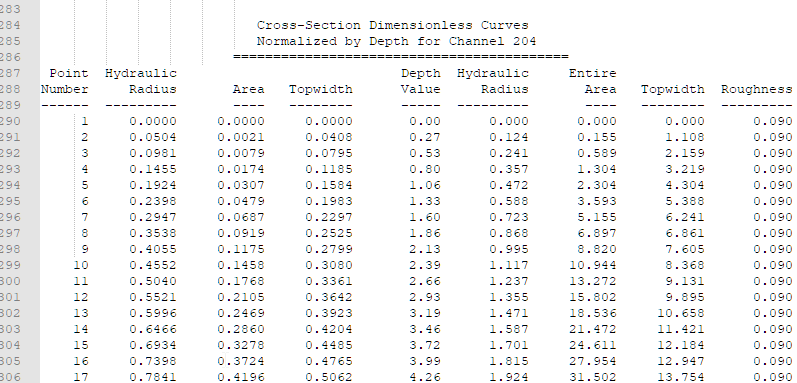 283
284 Cross-Section Dimensionless Curves
285 Normalized by Depth for Channel 204
286 ==========================================
287 Point Hydraulic Depth Hydraulic Entire
288 Number Radius Area Topwidth Value Radius Area Topwidth Roughness
289 ------ --------- ---- -------- ----- --------- ------ -------- ---------
290 1 0.0000 0.0000 0.0000 0.00 0.000 0.000 0.000 0.090
291 2 0.0504 0.0021 0.0408 0.27 0.124 0.155 1.108 0.090
292 3 0.0981 0.0079 0.0795 0.53 0.241 0.589 2.159 0.090
293 4 0.1455 0.0174 0.1185 0.80 0.357 1.304 3.219 0.090
294 5 0.1924 0.0307 0.1584 1.06 0.472 2.304 4.304 0.090
295 6 0.2398 0.0479 0.1983 1.33 0.588 3.593 5.388 0.090
296 7 0.2947 0.0687 0.2297 1.60 0.723 5.155 6.241 0.090
297 8 0.3538 0.0919 0.2525 1.86 0.868 6.897 6.861 0.090
298 9 0.4055 0.1175 0.2799 2.13 0.995 8.820 7.605 0.090
299 10 0.4552 0.1458 0.3080 2.39 1.117 10.944 8.368 0.090
300 11 0.5040 0.1768 0.3361 2.66 1.237 13.272 9.131 0.090
301 12 0.5521 0.2105 0.3642 2.93 1.355 15.802 9.895 0.090
302 13 0.5996 0.2469 0.3923 3.19 1.471 18.536 10.658 0.090
303 14 0.6466 0.2860 0.4204 3.46 1.587 21.472 11.421 0.090
304 15 0.6934 0.3278 0.4485 3.72 1.701 24.611 12.184 0.090
305 16 0.7398 0.3724 0.4765 3.99 1.815 27.954 12.947 0.090
306 17 0.7841 0.4196 0.5062 4.26 1.924 31.502 13.754 0.090